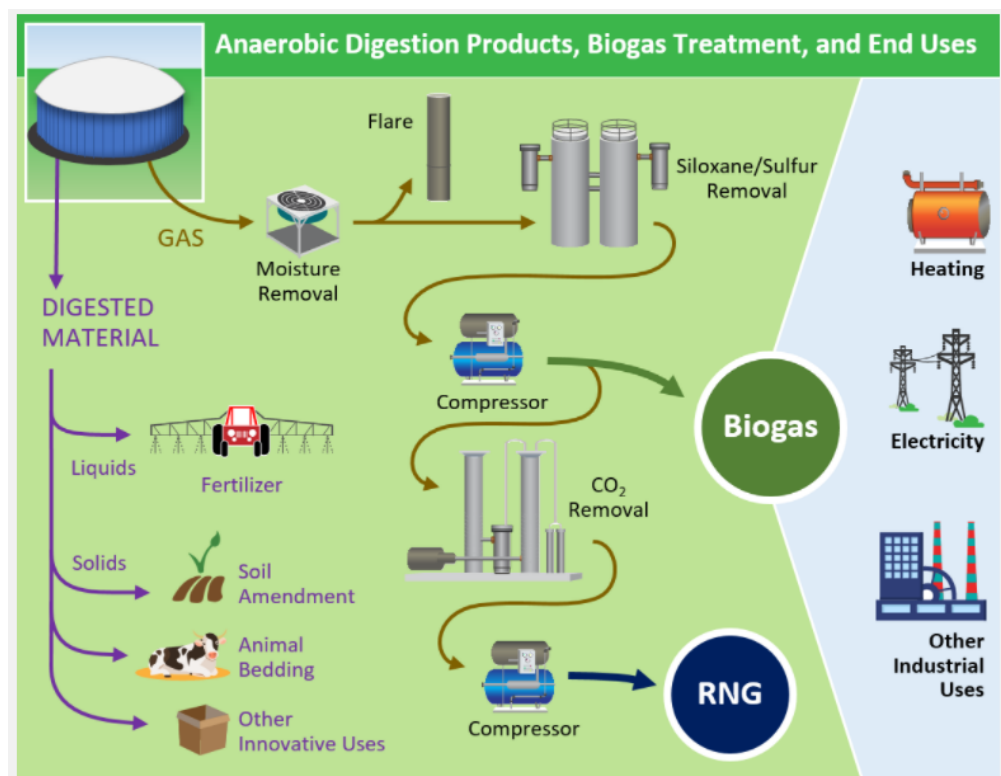 Anaerobic Digestion Products, Biogas Treatment, and End Uses
Flare
Siloxane/Sulfur
Removal
GAS
Moisture
Removal
Heating
DIGESTED
MATERIAL
Compressor
Biogas
Electricity
Liquids
Fertilizer
CO₂
Removal
Solids
Soil
Amendment
Animal
Bedding
Other
Industrial
Uses
RNG
Compressor
Other
Innovative Uses